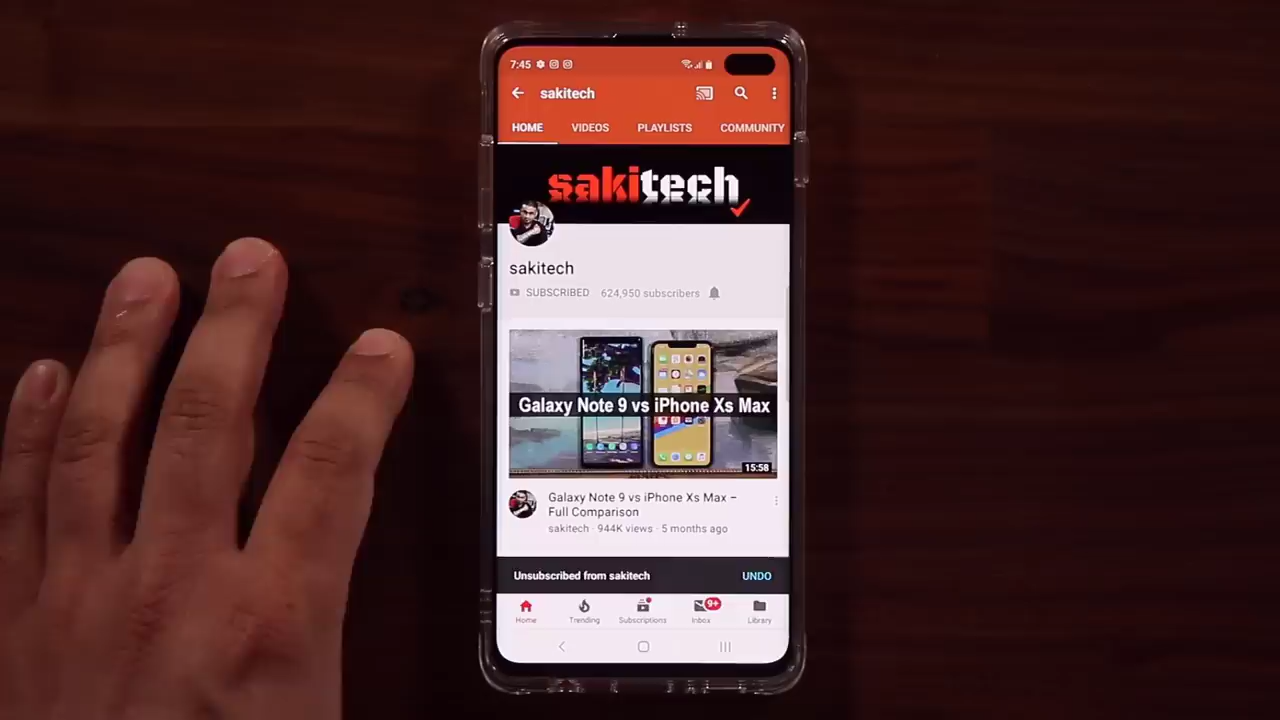 7:45
sakitech
HOME VIDEOS PLAYLISTS COMMUNITY
sakitech
sakitech
SUBSCRIBED 624,950 subscribers
Galaxy Note 9 vs iPhone Xs Max
15:58
Galaxy Note 9 vs iPhone Xs Max –
Full Comparison
sakitech · 944K views · 5 months ago
Unsubscribed from sakitech UNDO
9+
Home Trending Subscriptions Inbox Library